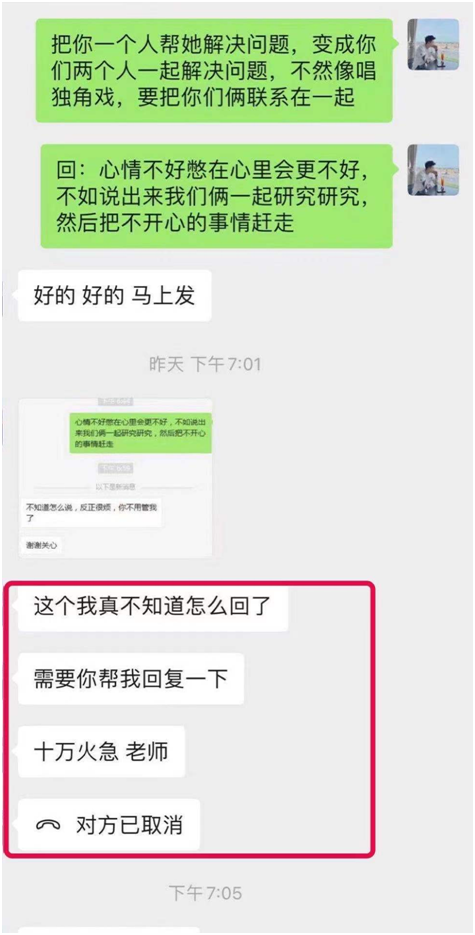 把你一个人帮她解决问题，变成你
们两个人一起解决问题，不然像唱
独角戏，要把你们俩联系在一起
回：心情不好憋在心里会更不好，
不如说出来我们俩一起研究研究，
然后把不开心的事情赶走
好的 好的 马上发
昨天 下午7:01
心情不好憋在心里会更不好，不如说出
来我们俩一起研究研究，然后把不开心
的事情赶走
以下是新消息
不知道怎么说，反正很烦，你不用管我
了
谢谢关心
这个我真不知道怎么回了
需要你帮我回复一下
十万火急 老师
对方已取消
下午7:05